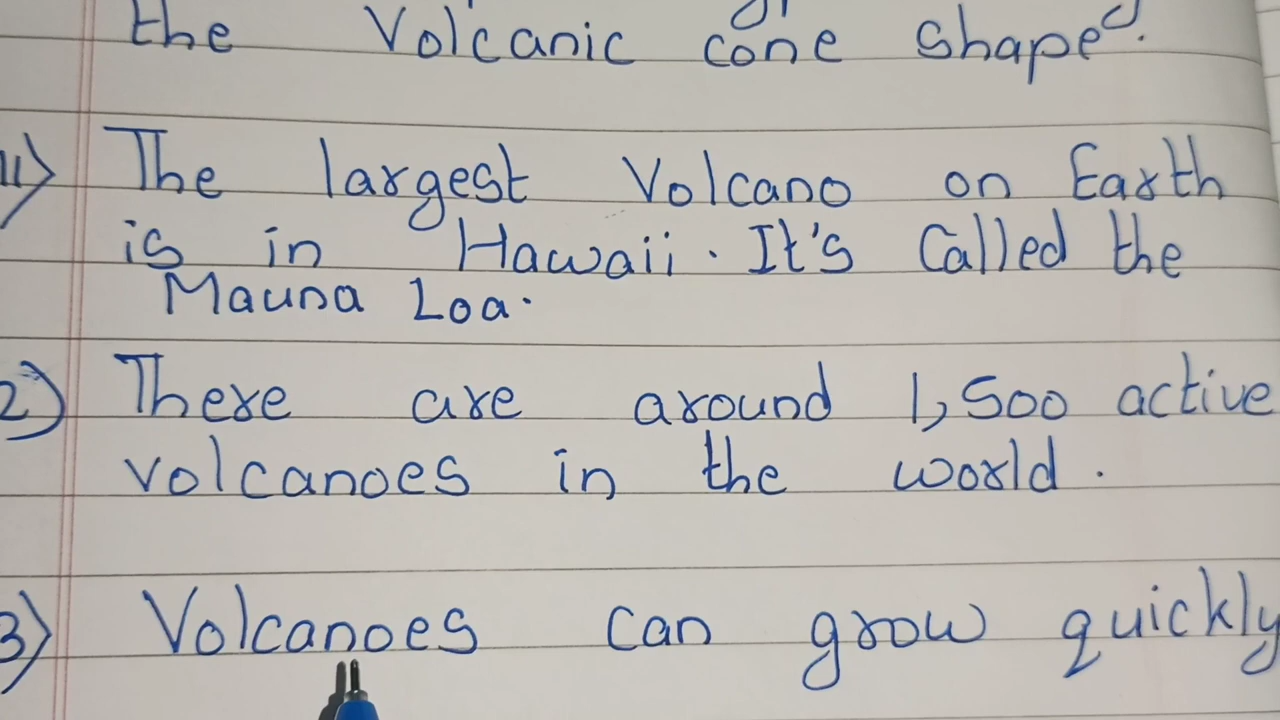 the Volcanic cone shape.
11) The largest Volcano on Earth
is in Hawaii. It's Called the
Mauna Loa.
2) There are around 1,500 active
volcanoes in the world.
3) Volcanoes can grow quickly